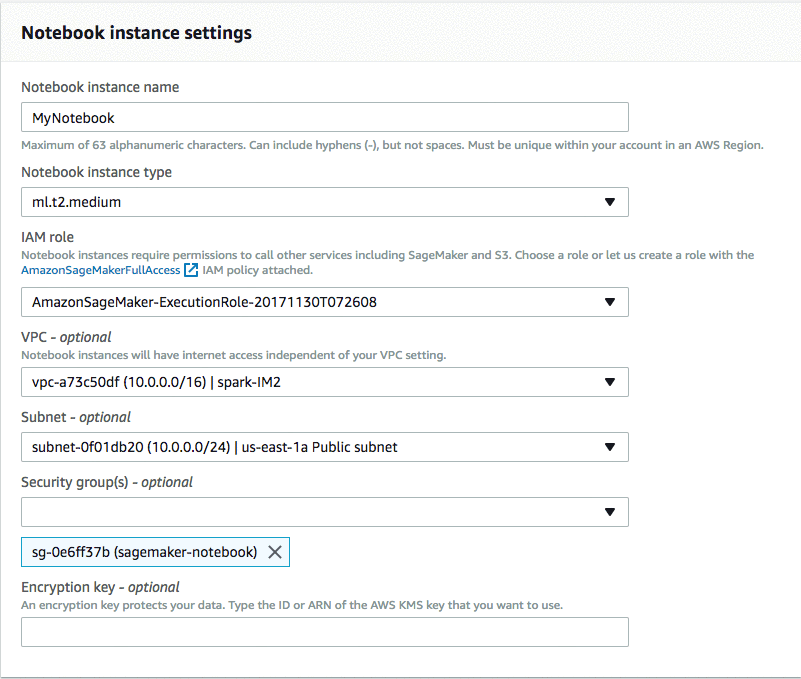 Notebook instance settings
Notebook instance name
MyNotebook
Maximum of 63 alphanumeric characters. Can include hyphens (-), but not spaces. Must be unique within your account in an AWS Region.
Notebook instance type
ml.t2.medium
IAM role
Notebook instances require permissions to call other services including SageMaker and S3. Choose a role or let us create a role with the
AmazonSageMakerFullAccess IAM policy attached.
AmazonSageMaker-ExecutionRole-20171130T072608
VPC - optional
Notebook instances will have internet access independent of your VPC setting.
vpc-a73c50df (10.0.0.0/16) | spark-IM2
Subnet - optional
subnet-0f01db20 (10.0.0.0/24) | us-east-1a Public subnet
Security group(s) - optional
sg-0e6ff37b (sagemaker-notebook)
Encryption key - optional
An encryption key protects your data. Type the ID or ARN of the AWS KMS key that you want to use.